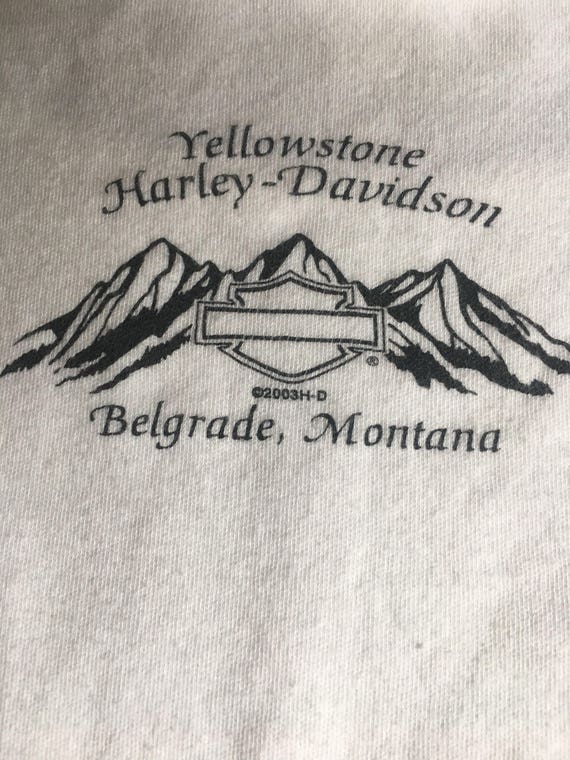 Yellowstone
Harley-Davidson
®
©2003H-D
Belgrade, Montana